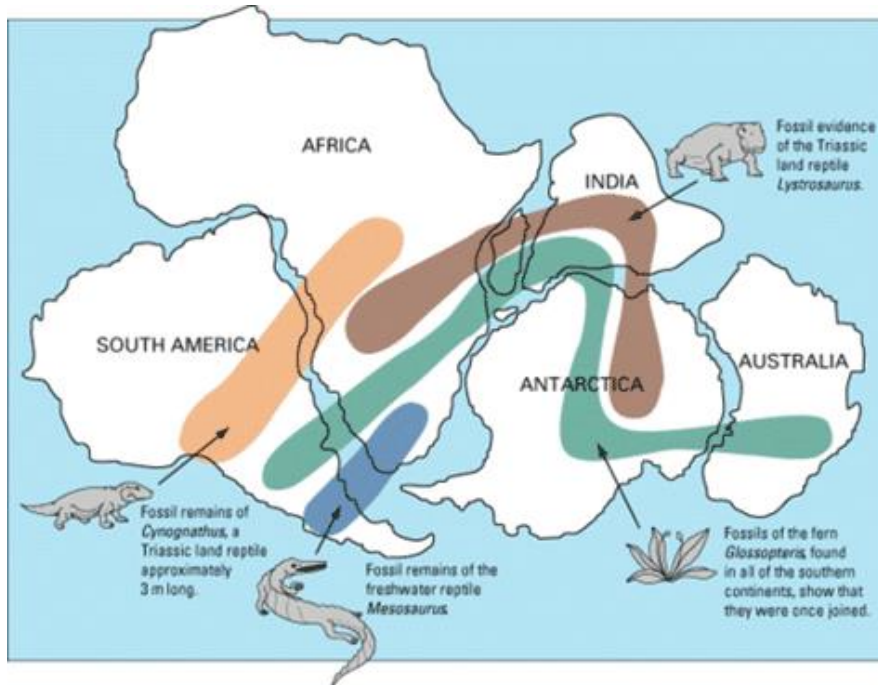 AFRICA
INDIA
Fossil evidence
of the Triassic
land reptile
Lystrosaurus.
SOUTH AMERICA
ANTARCTICA
AUSTRALIA
Fossil remains of
Cynognathus, a
Triassic land reptile
approximately
3 m long.
Fossil remains of the
freshwater reptile
Mesosaurus.
Fossils of the fern
Glossopteris, found
in all of the southern
continents, show that
they were once joined.